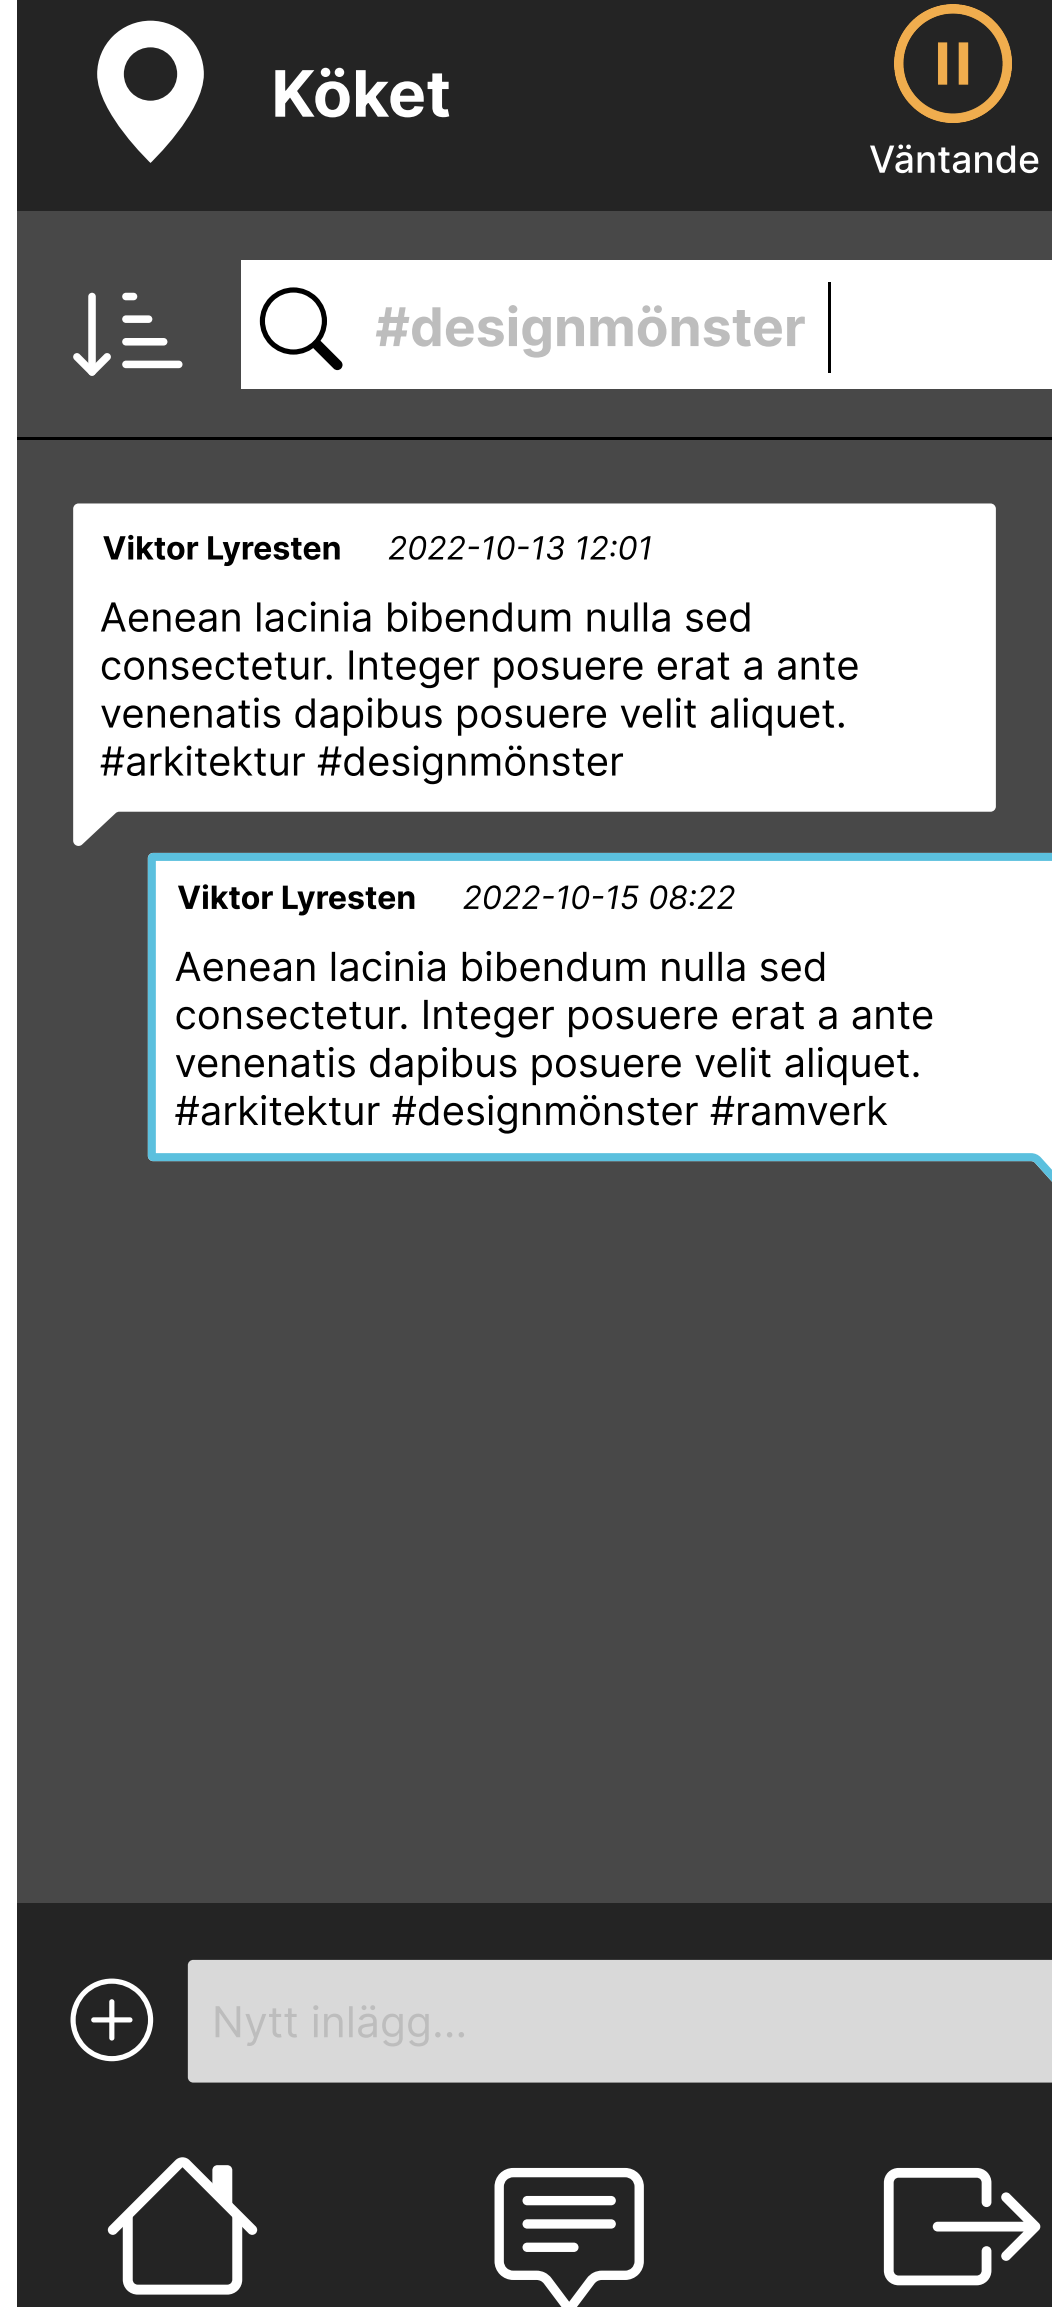 Köket
Väntande
#designmönster
Viktor Lyresten 2022-10-13 12:01
Aenean lacinia bibendum nulla sed
consectetur. Integer posuere erat a ante
venenatis dapibus posuere velit aliquet.
#arkitektur #designmönster
Viktor Lyresten 2022-10-15 08:22
Aenean lacinia bibendum nulla sed
consectetur. Integer posuere erat a ante
venenatis dapibus posuere velit aliquet.
#arkitektur #designmönster #ramverk
Nytt inlägg...